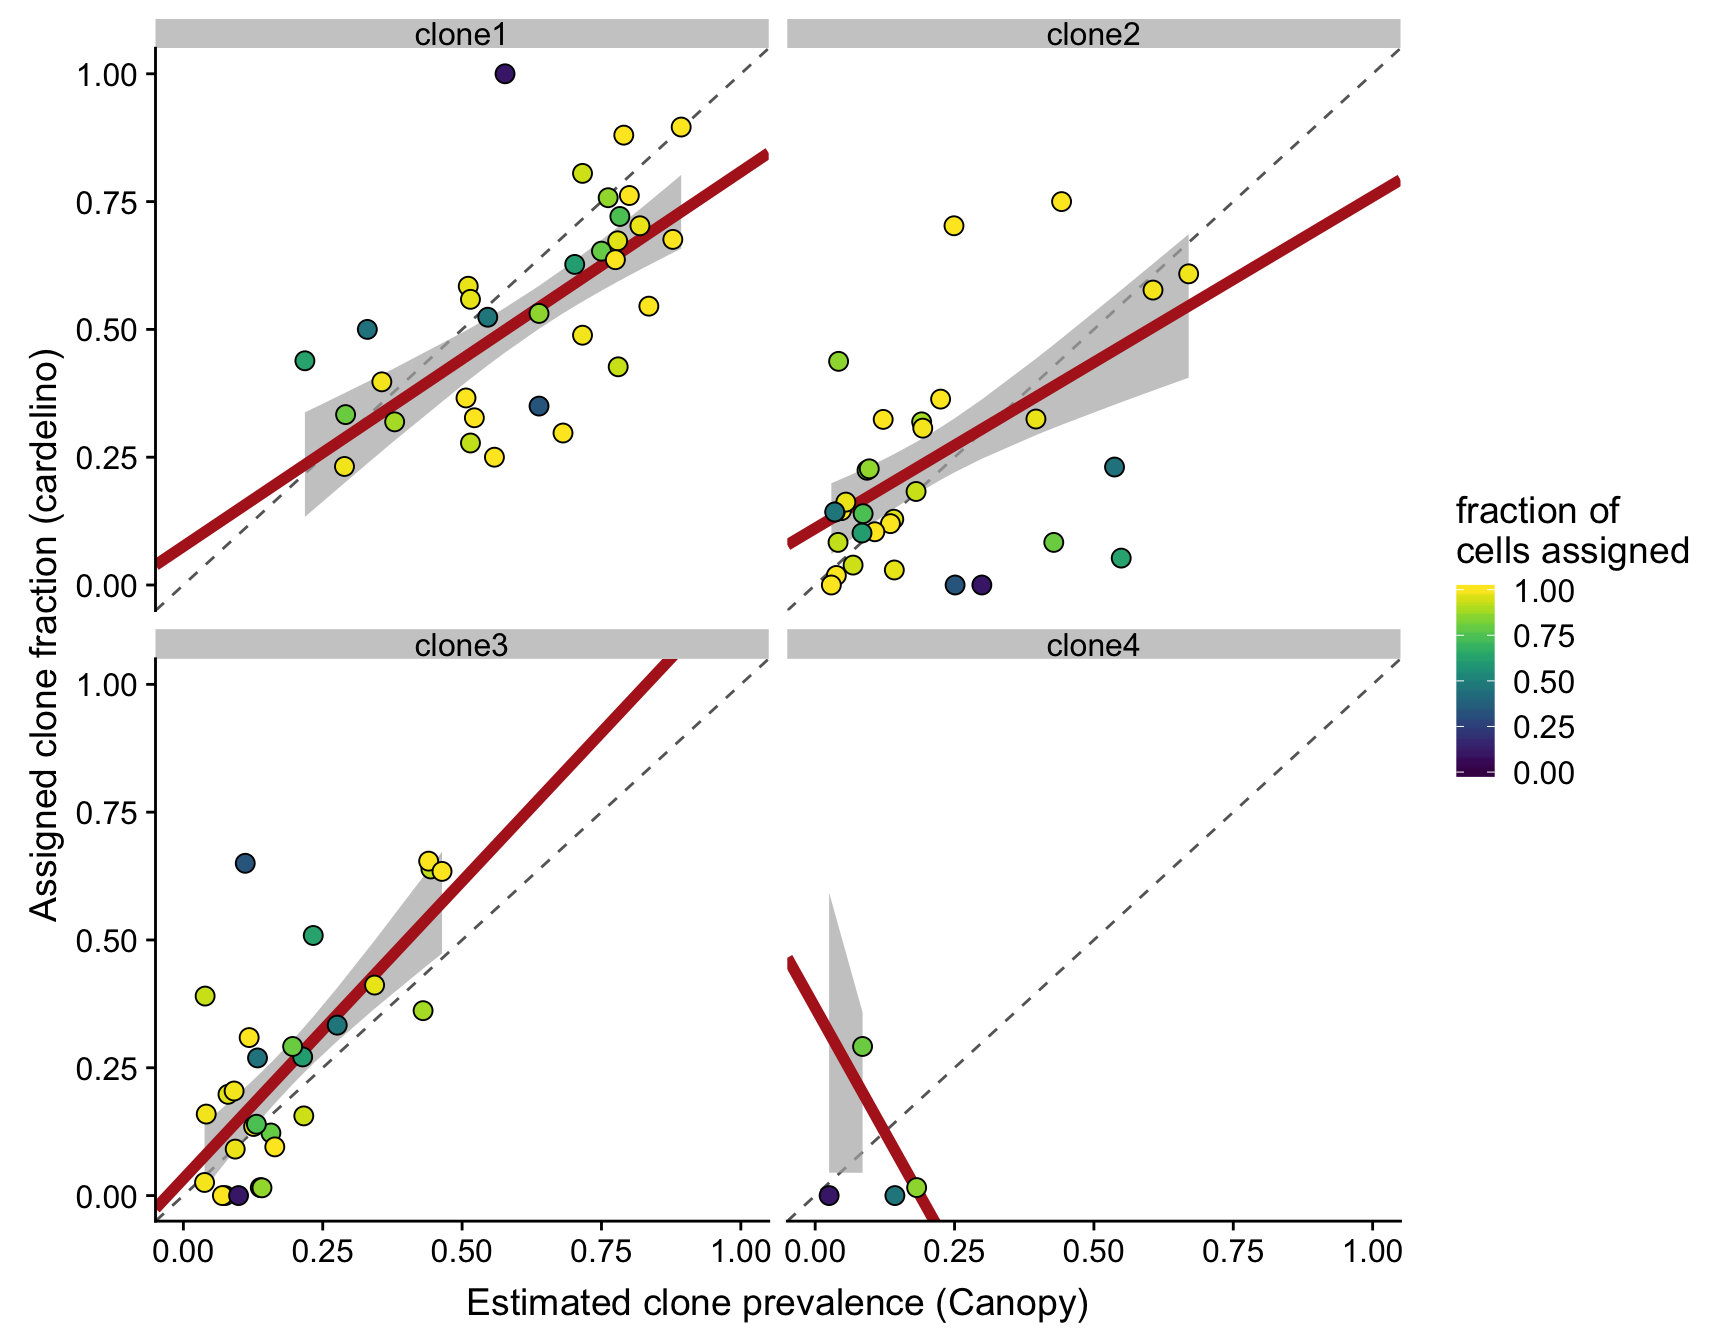 clone1
clone2
1.00
0.75
0.50
0.25
0.00
clone3
clone4
1.00
0.75
0.50
0.25
0.00
0.00 0.25 0.50 0.75 1.00
0.00 0.25 0.50 0.75 1.00
Estimated clone prevalence (Canopy)
Assigned clone fraction (cardelino)
fraction of
cells assigned
1.00
0.75
0.50
0.25
0.00